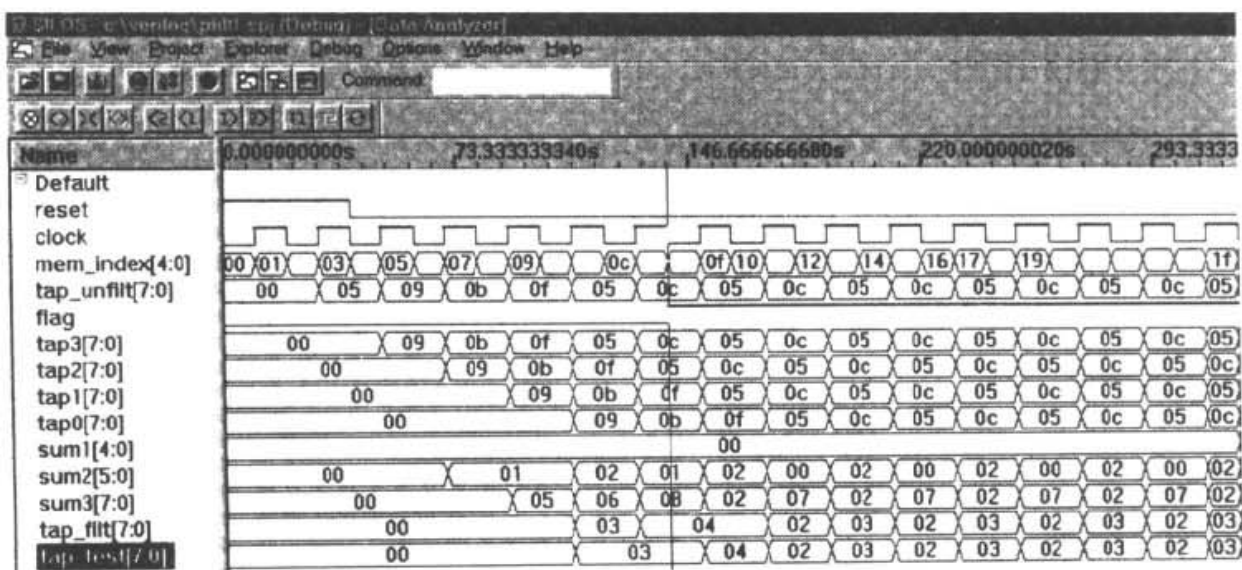 SILOS [Data Analyzer]
File View Project Explorer Debug Options Window Help
Command
Name 0.000000000s 73.333333340s 146.666666680s 220.000000020s 293.3333
Default
reset
clock
mem_index[4:0] 00 01 03 05 07 09 0c 0f 10 12 14 16 17 19 1f
tap_unfilt[7:0] 00 05 09 0b 0f 05 0c 05 0c 05 0c 05 0c 05 0c 05
flag
tap3[7:0] 00 09 0b 0f 05 0c 05 0c 05 0c 05 0c 05 0c 05
tap2[7:0] 00 09 0b 0f 05 0c 05 0c 05 0c 05 0c 05 0c
tap1[7:0] 00 09 0b 0f 05 0c 05 0c 05 0c 05 0c 05
tap0[7:0] 00 09 0b 0f 05 0c 05 0c 05 0c 05 0c
sum1[4:0] 00
sum2[5:0] 00 01 02 01 02 00 02 00 02 00 02 00 02
sum3[7:0] 00 05 06 08 02 07 02 07 02 07 02 07 02
tap_filt[7:0] 00 03 04 02 03 02 03 02 03 02 03
tap_test[7:0] 00 03 04 02 03 02 03 02 03 02 03